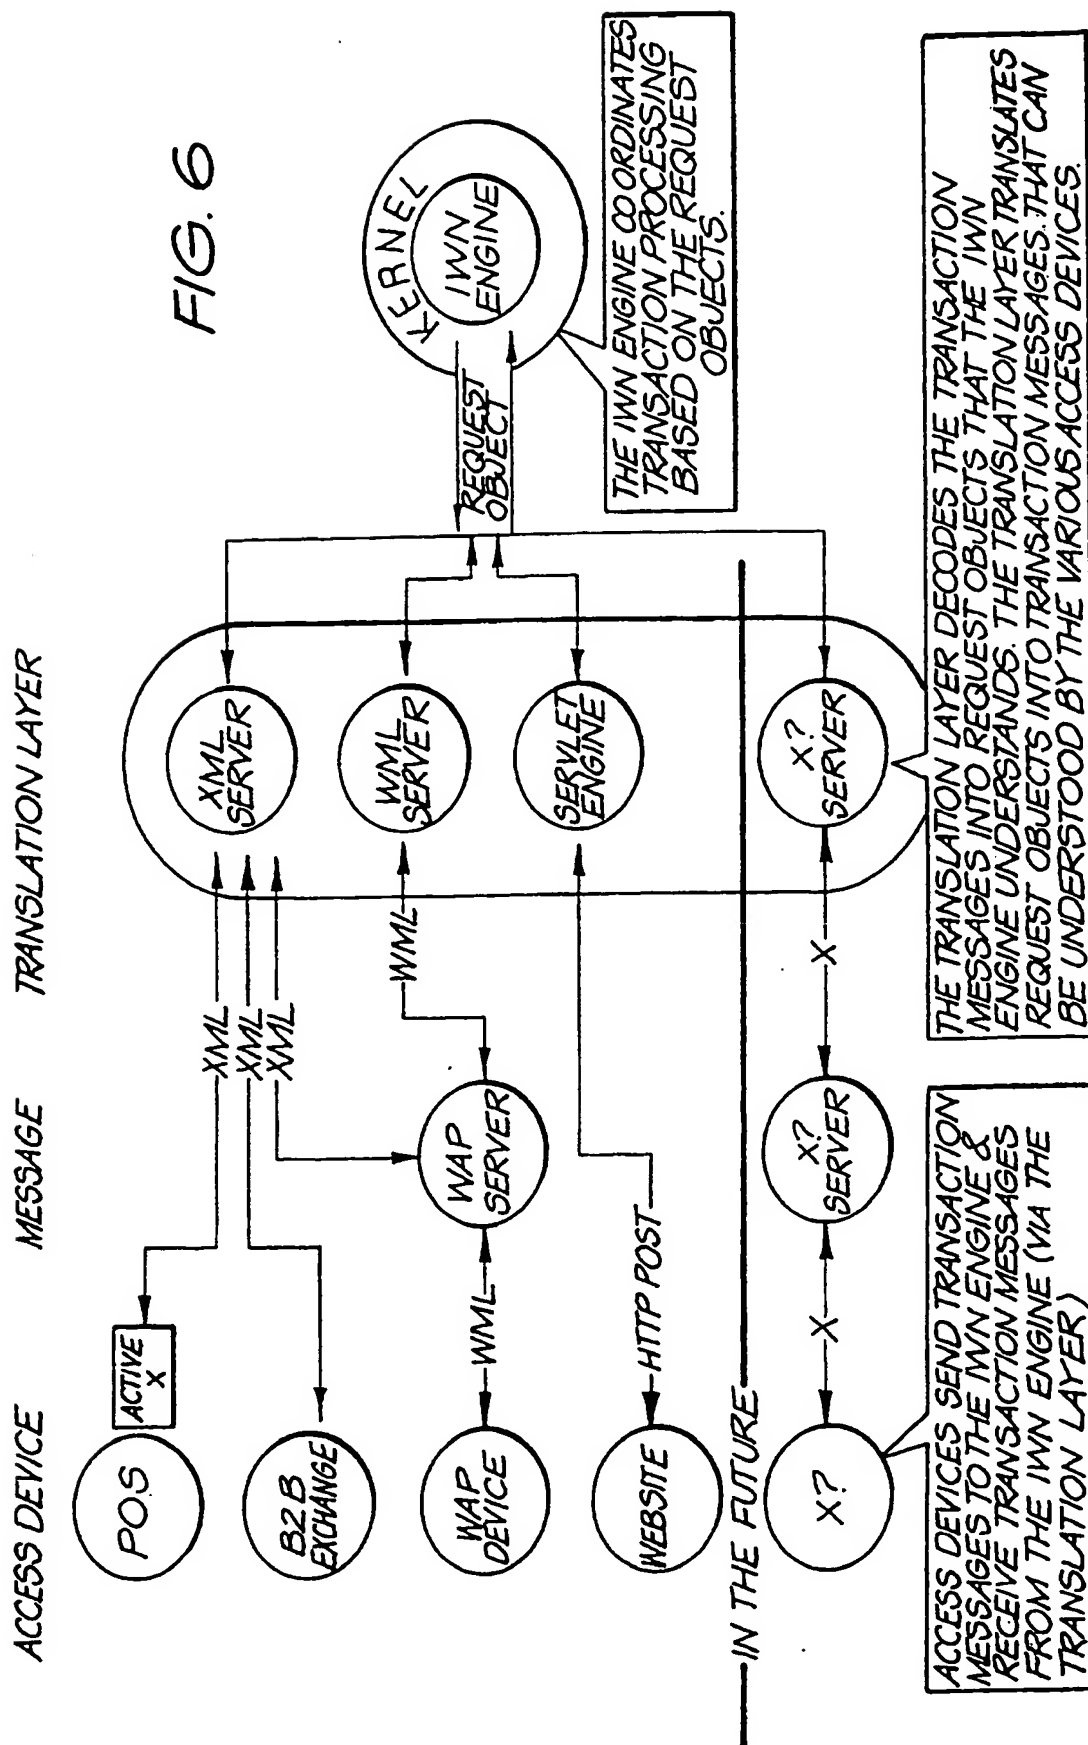 FIG. 6
ACCESS DEVICE
MESSAGE
TRANSLATION LAYER
P.O.S
ACTIVE
X
XML
XML
XML
XML
SERVER
B2B
EXCHANGE
WAP
DEVICE
WML
WAP
SERVER
WML
WML
SERVER
WEBSITE
HTTP POST
SERVLET
ENGINE
REQUEST
OBJECT
KERNEL
IWN
ENGINE
THE IWN ENGINE CO ORDINATES
TRANSACTION PROCESSING
BASED ON THE REQUEST
OBJECTS.
IN THE FUTURE
X?
X
X?
SERVER
X
X?
SERVER
ACCESS DEVICES SEND TRANSACTION
MESSAGES TO THE IWN ENGINE &
RECEIVE TRANSACTION MESSAGES
FROM THE IWN ENGINE (VIA THE
TRANSLATION LAYER)
THE TRANSLATION LAYER DECODES THE TRANSACTION
MESSAGES INTO REQUEST OBJECTS THAT THE IWN
ENGINE UNDERSTANDS. THE TRANSLATION LAYER TRANSLATES
REQUEST OBJECTS INTO TRANSACTION MESSAGES. THAT CAN
BE UNDERSTOOD BY THE VARIOUS ACCESS DEVICES.